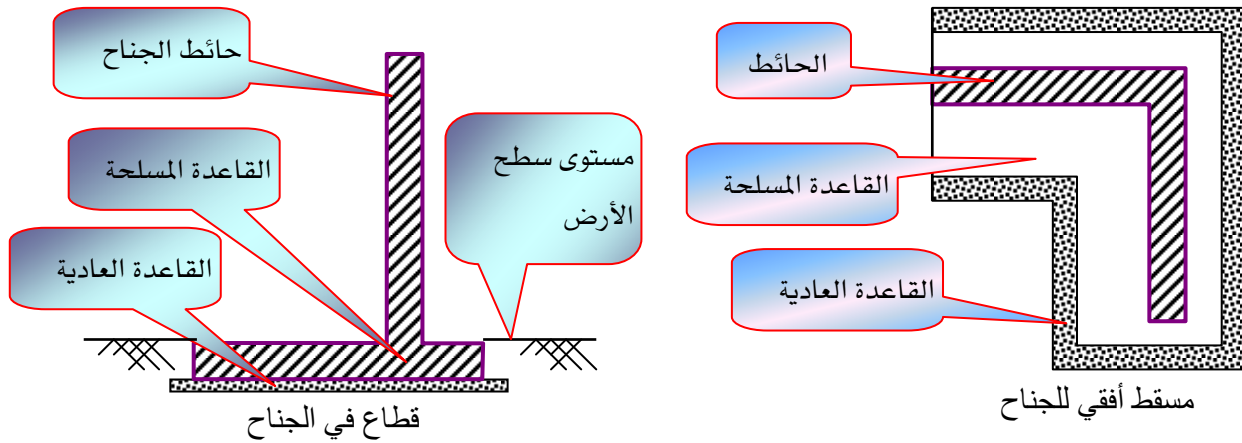 حائط الجناح
القاعدة المسلحة
القاعدة العادية
مستوى سطح
الأرض
قطاع في الجناح
الحائط
القاعدة المسلحة
القاعدة العادية
مسقط أفقي للجناح